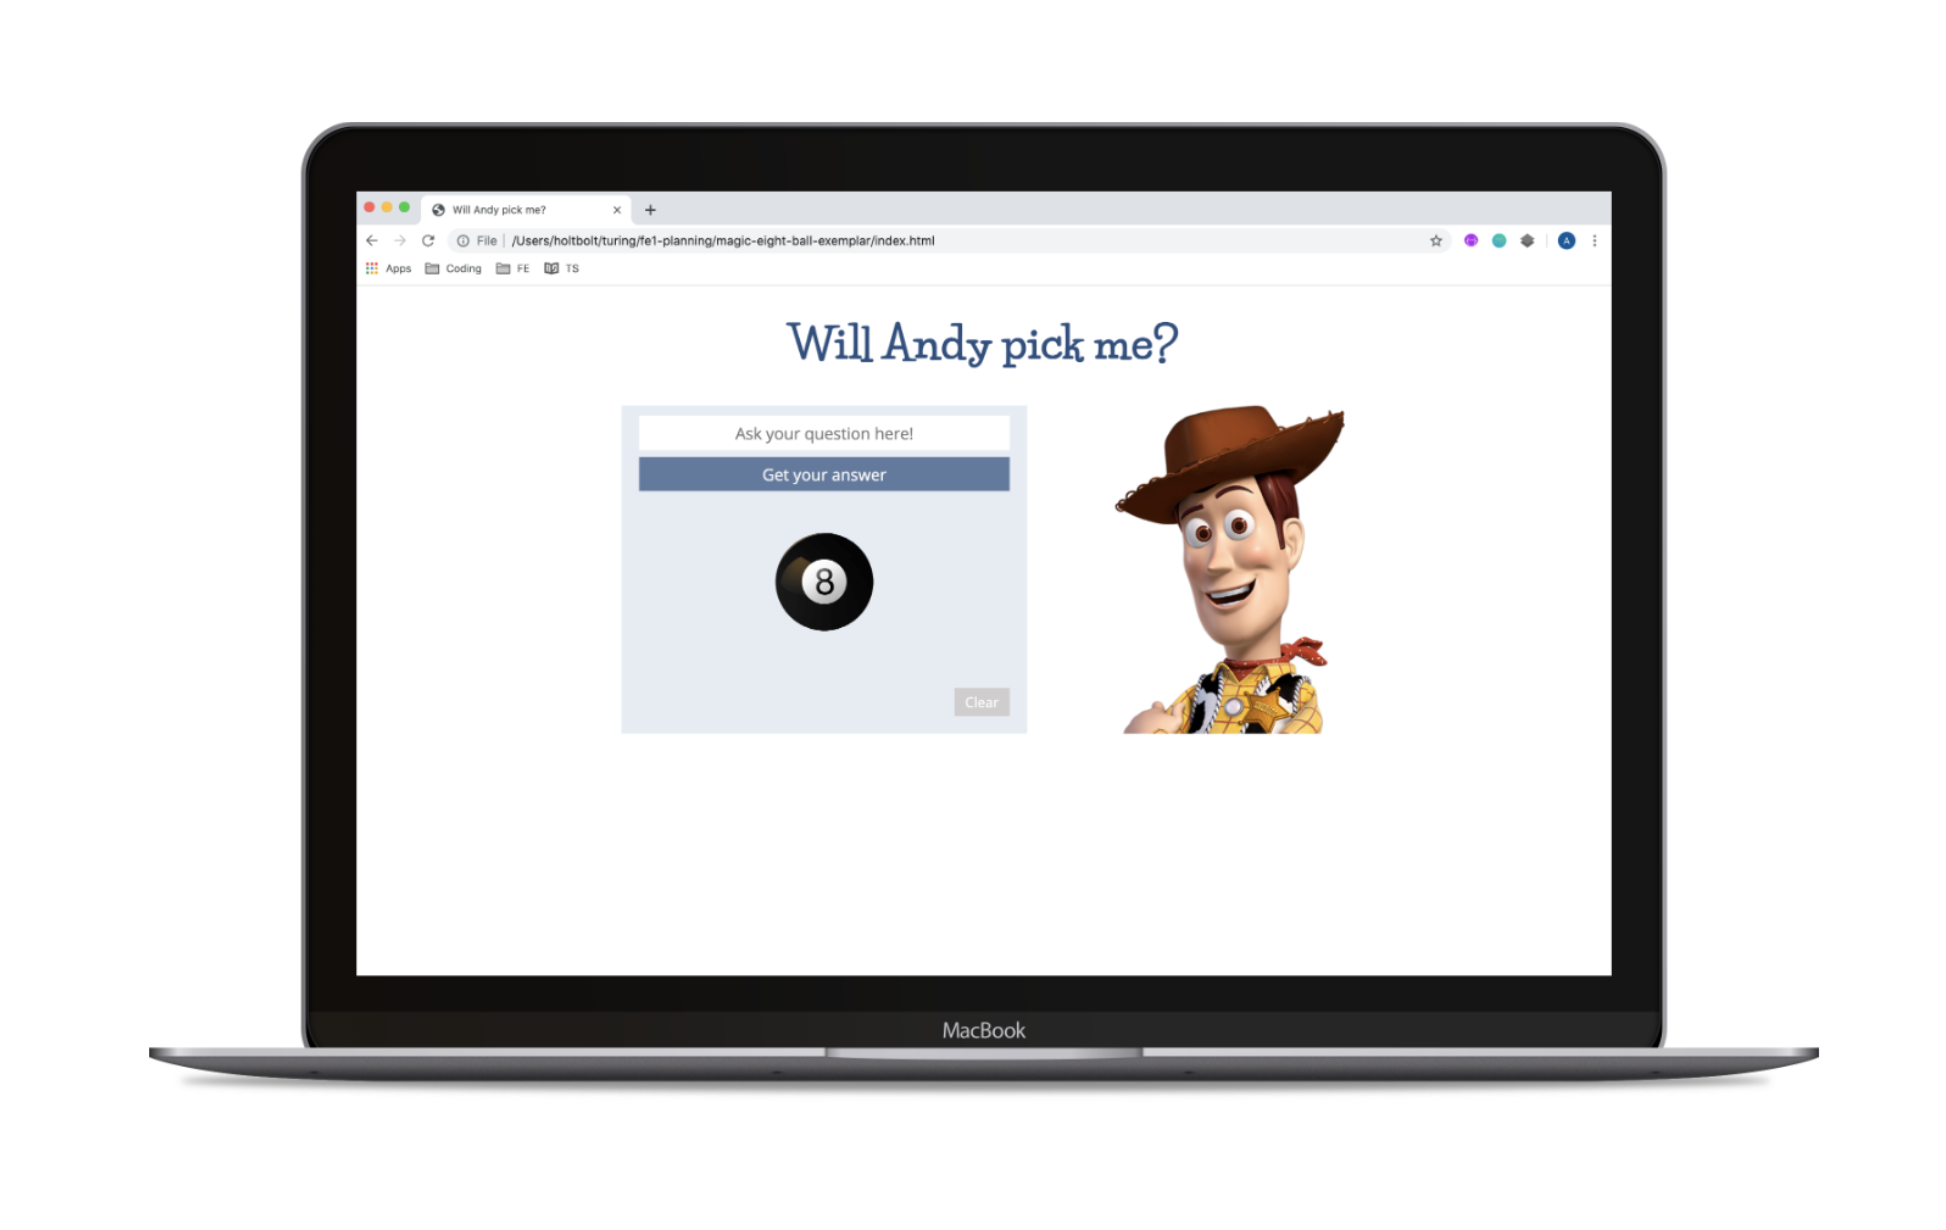 Will Andy pick me?
File | /Users/holtbolt/turing/fe1-planning/magic-eight-ball-exemplar/index.html
A
Apps Coding FE TS
Will Andy pick me?
Ask your question here!
Get your answer
8
Clear
MacBook